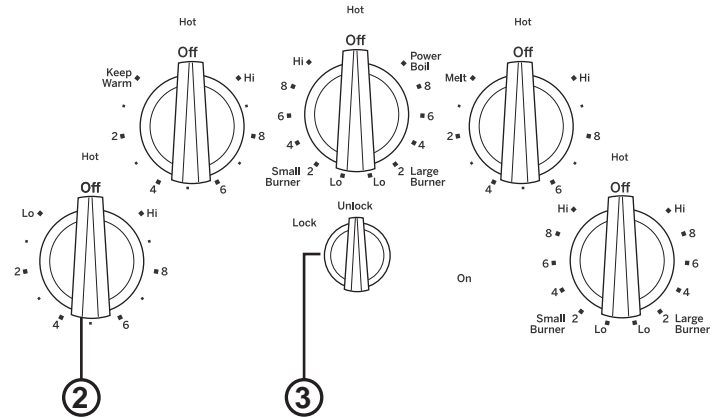 Hot
Off
Keep
Warm
Hi
2
8
4
6
Hot
Off
Hi
Power
Boil
8
8
6
6
4
4
Small
Burner
2
Lo
Lo
2
Large
Burner
Hot
Off
Melt
Hi
2
8
4
6
Hot
Off
Lo
Hi
2
8
4
6
Unlock
Lock
On
Hot
Off
Hi
Hi
8
8
6
6
4
4
Small
Burner
2
Lo
Lo
2
Large
Burner
2
3